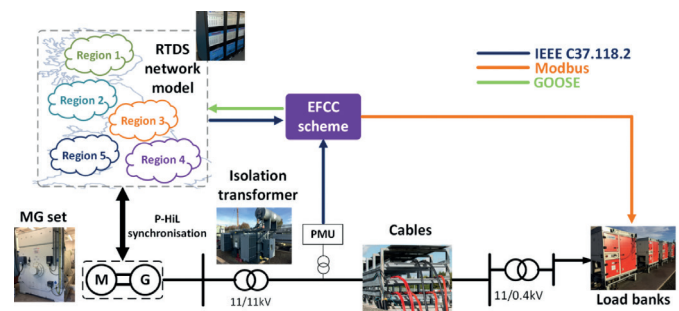 Region 1
RTDS
network
model
Region 2
Region 3
Region 5
Region 4
EFCC
scheme
IEEE C37.118.2
Modbus
GOOSE
MG set
P-HiL
synchronisation
Isolation
transformer
PMU
Cables
M
G
11/11kV
11/0.4kV
Load banks